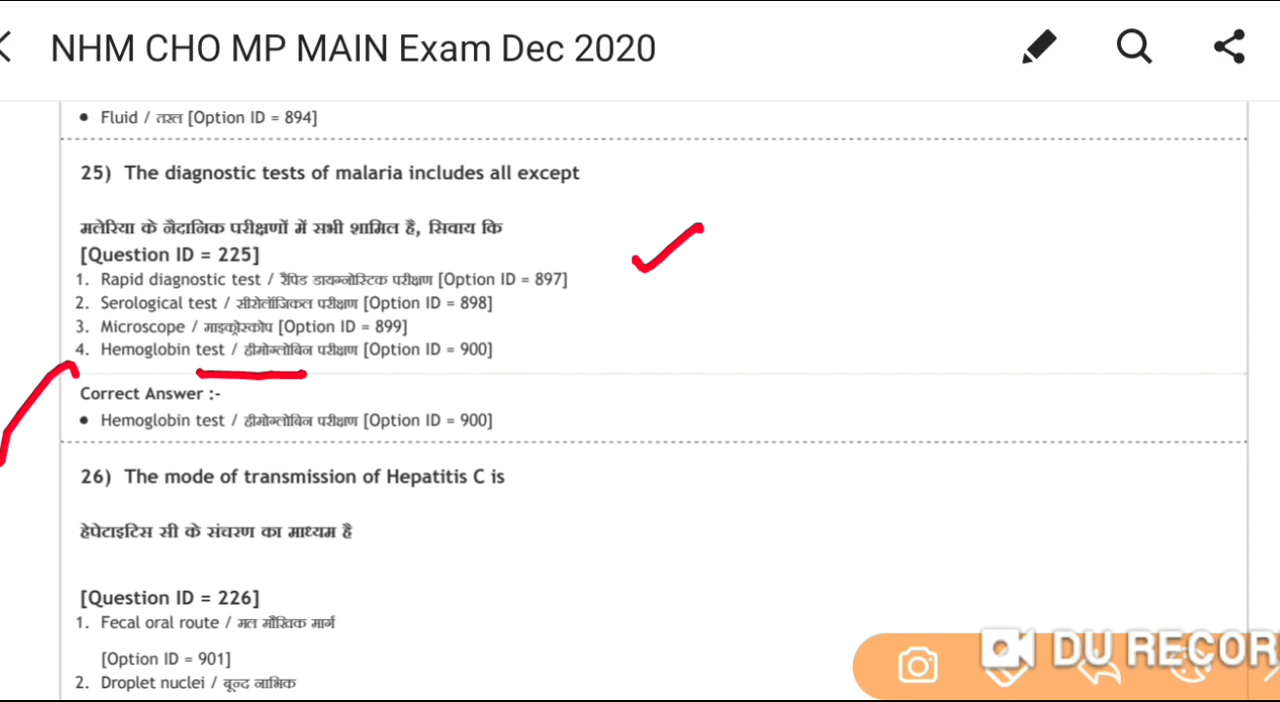 NHM CHO MP MAIN Exam Dec 2020
• Fluid / तरल [Option ID = 894]
25) The diagnostic tests of malaria includes all except
मलेरिया के नैदानिक परीक्षणों में सभी शामिल है, सिवाय कि
[Question ID = 225]
1. Rapid diagnostic test / रैपिड डायग्नोस्टिक परीक्षण [Option ID = 897]
2. Serological test / सीरोलॉजिकल परीक्षण [Option ID = 898]
3. Microscope / माइक्रोस्कोप [Option ID = 899]
4. Hemoglobin test / हीमोग्लोबिन परीक्षण [Option ID = 900]
Correct Answer :-
• Hemoglobin test / हीमोग्लोबिन परीक्षण [Option ID = 900]
26) The mode of transmission of Hepatitis C is
हेपेटाइटिस सी के संचरण का माध्यम है
[Question ID = 226]
1. Fecal oral route / मल मौखिक मार्ग
[Option ID = 901]
2. Droplet nuclei / बून्द नाभिक
DU RECOR